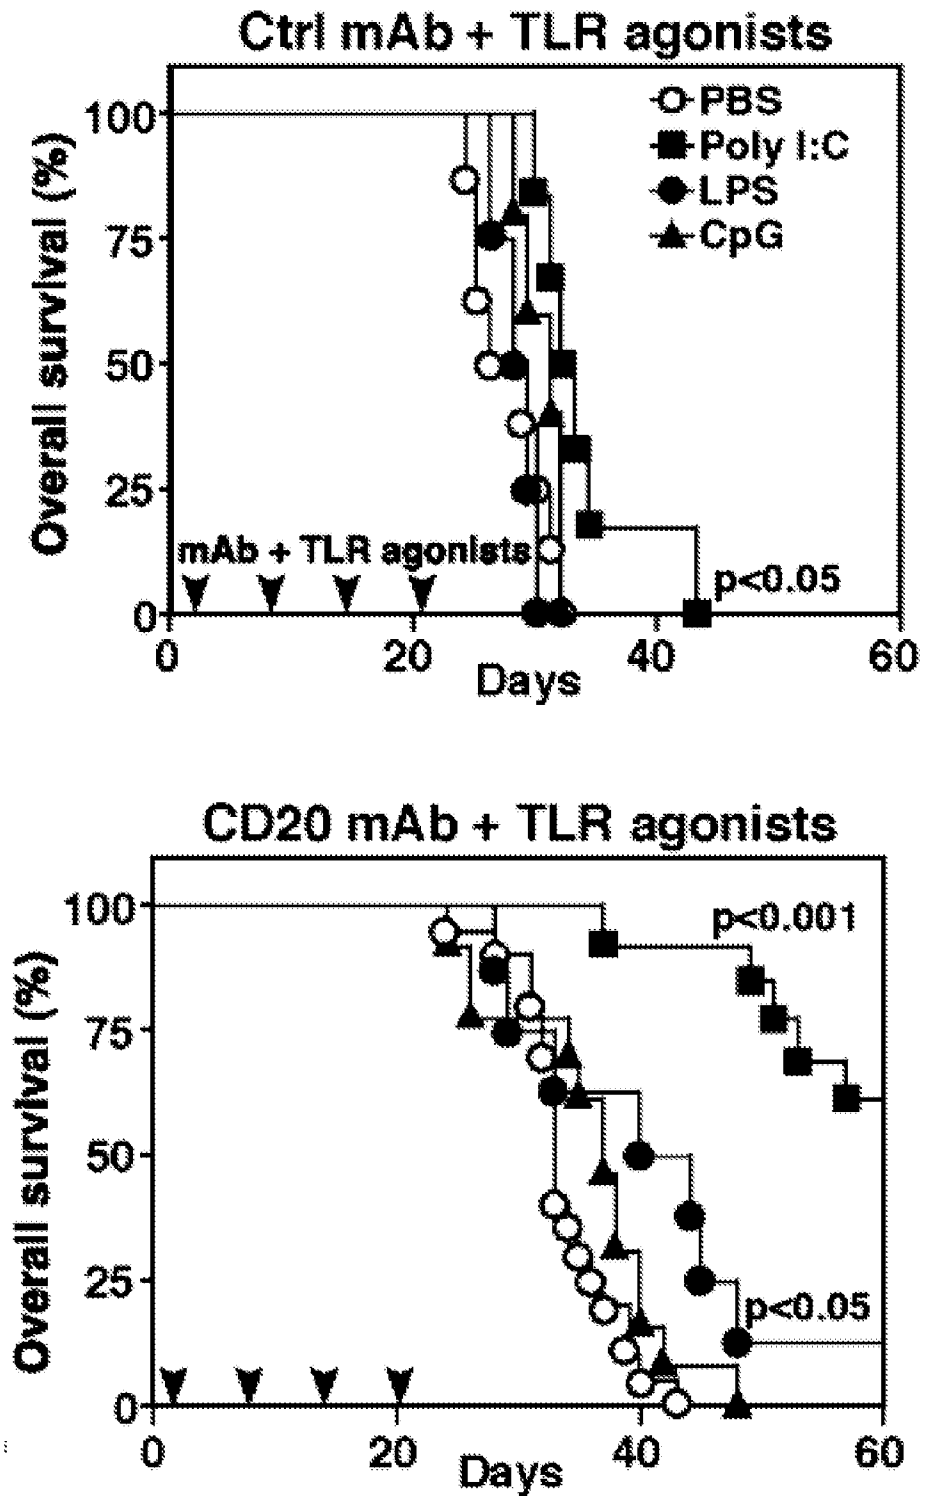 Ctrl mAb + TLR agonists
PBS
Poly I:C
LPS
CpG
100
75
50
25
0
Overall survival (%)
mAb + TLR agonists
p<0.05
0
20
40
60
Days
CD20 mAb + TLR agonists
100
75
50
25
0
Overall survival (%)
p<0.001
p<0.05
0
20
40
60
Days